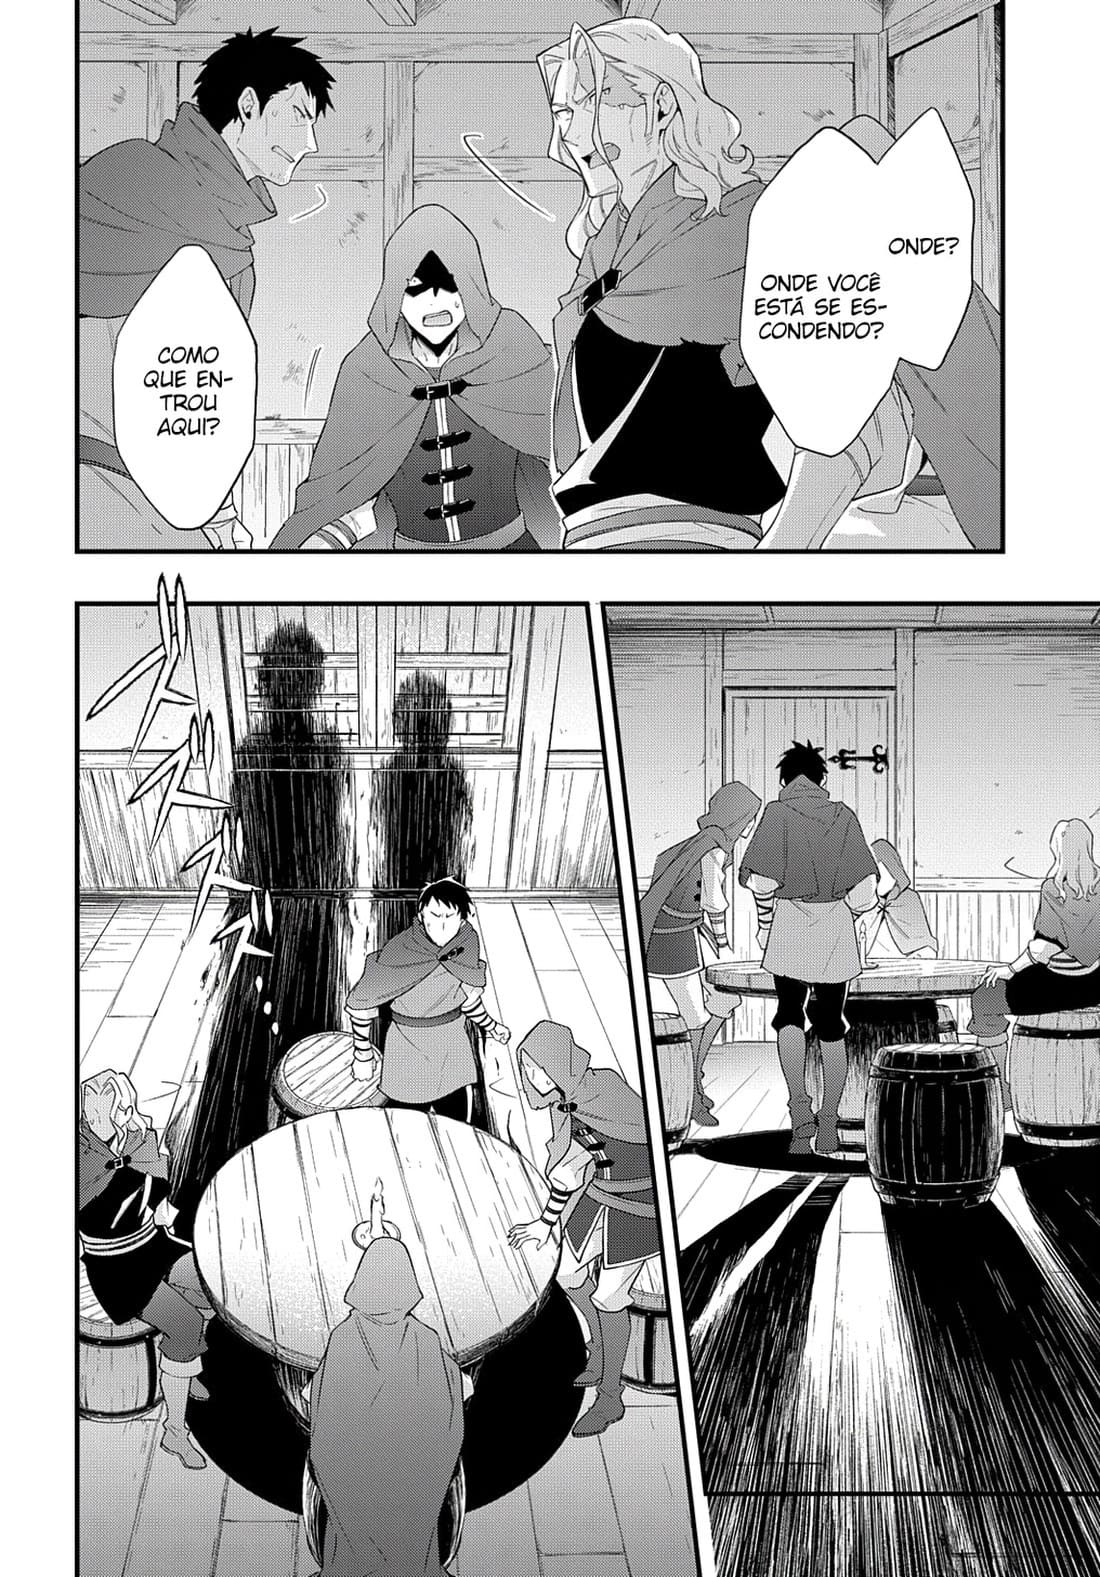 ONDE?
ONDE VOCÊ
ESTÁ SE ES-
CONDENDO?
COMO
QUE EN-
TROU
AQUI?